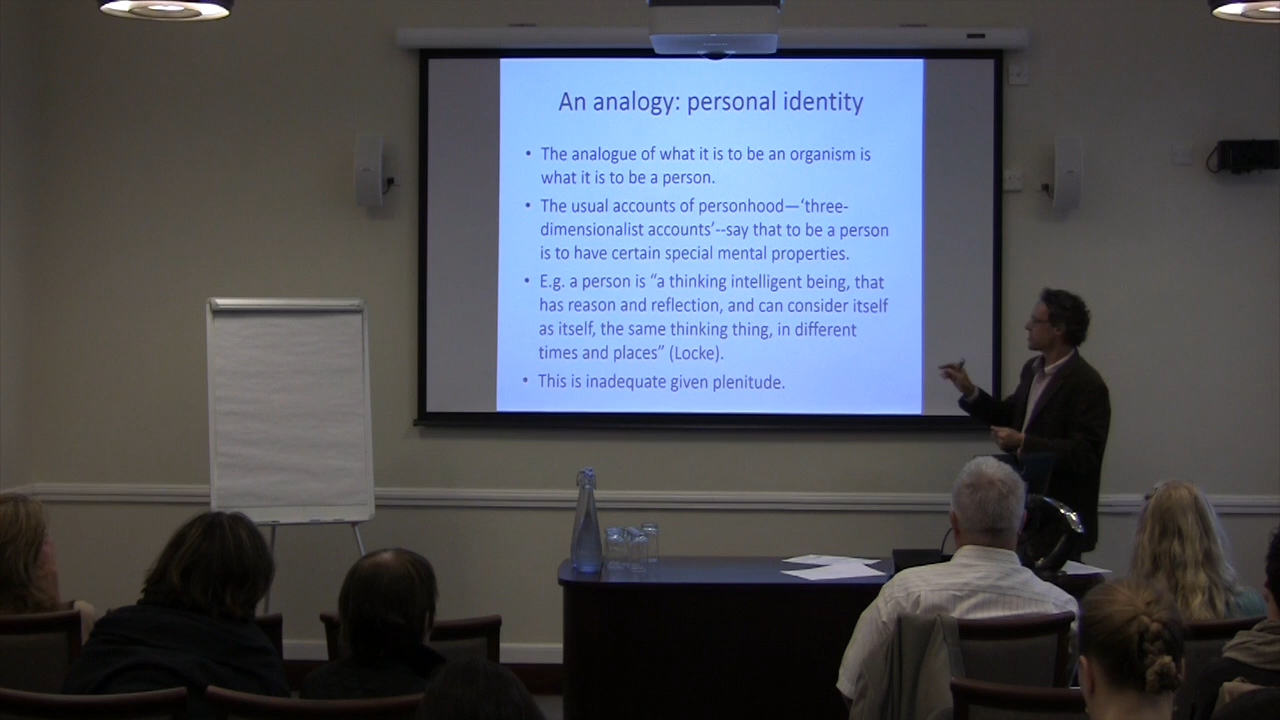 An analogy: personal identity
• The analogue of what it is to be an organism is
what it is to be a person.
• The usual accounts of personhood—‘three-
dimensionalist accounts’--say that to be a person
is to have certain special mental properties.
• E.g. a person is “a thinking intelligent being, that
has reason and reflection, and can consider itself
as itself, the same thinking thing, in different
times and places” (Locke).
• This is inadequate given plenitude.